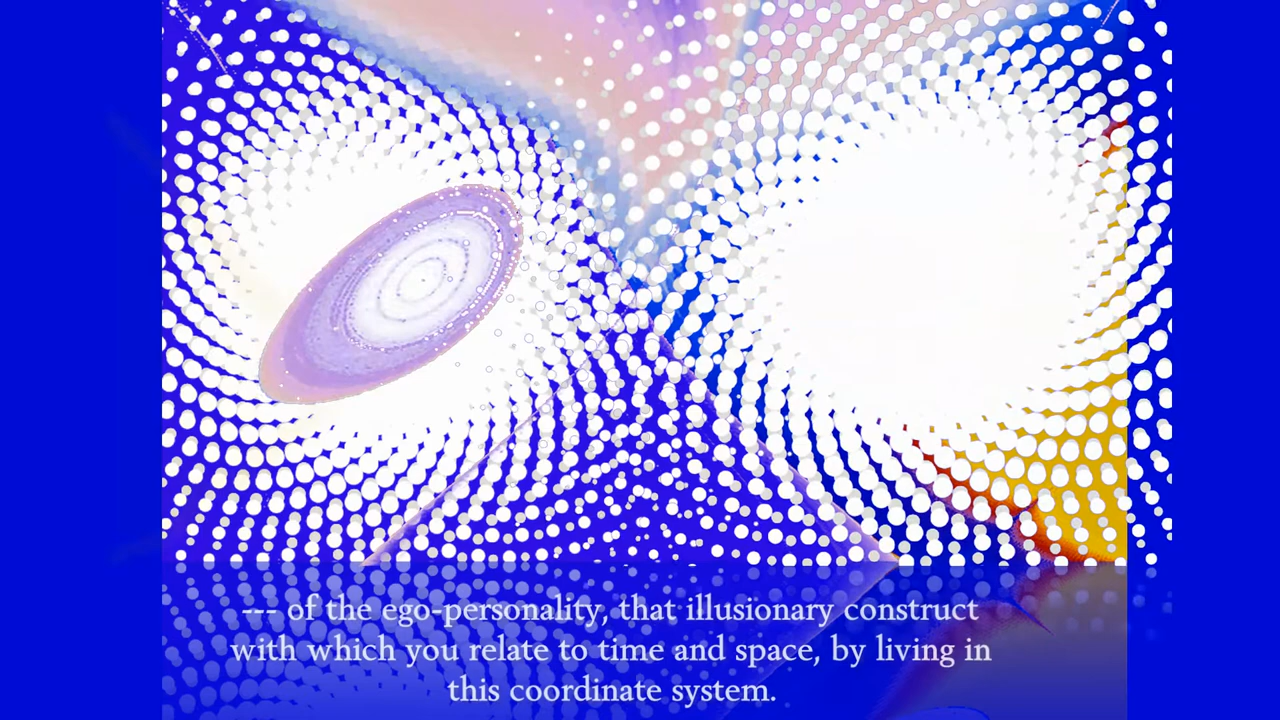 --- of the ego-personality, that illusionary construct
with which you relate to time and space, by living in
this coordinate system.